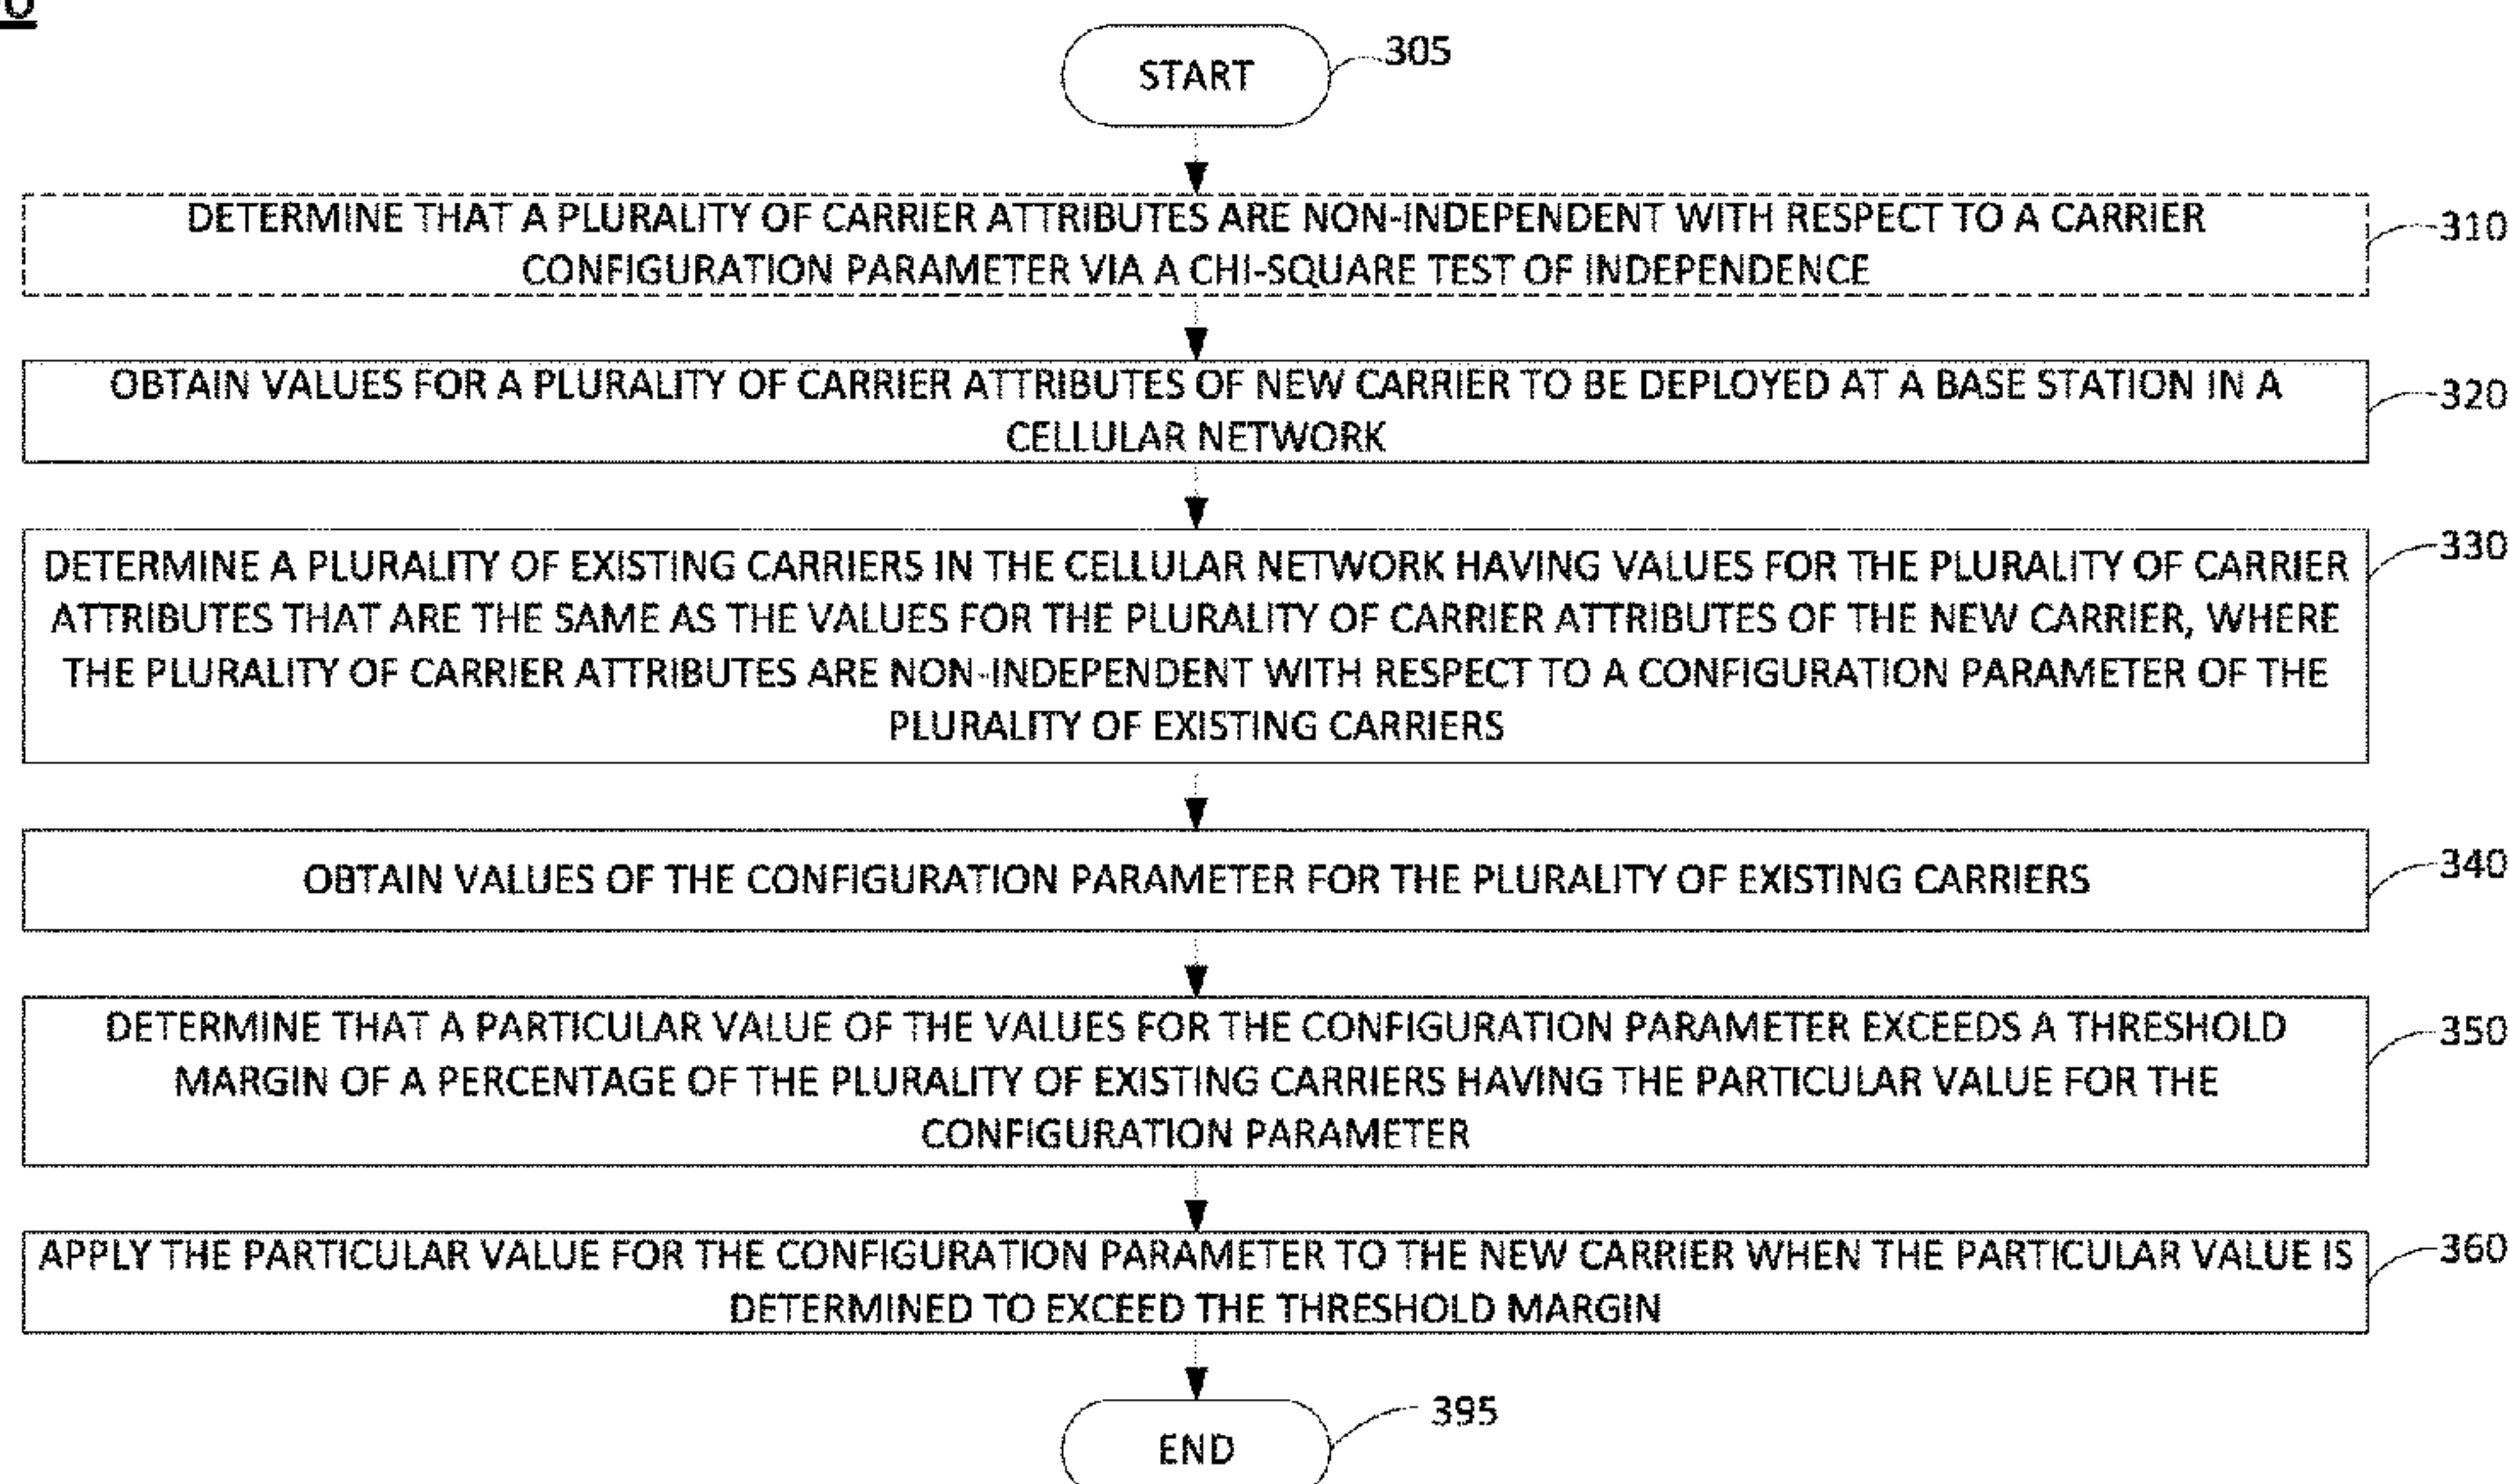 START
305
DETERMINE THAT A PLURALITY OF CARRIER ATTRIBUTES ARE NON-INDEPENDENT WITH RESPECT TO A CARRIER
CONFIGURATION PARAMETER VIA A CHI-SQUARE TEST OF INDEPENDENCE
310
OBTAIN VALUES FOR A PLURALITY OF CARRIER ATTRIBUTES OF NEW CARRIER TO BE DEPLOYED AT A BASE STATION IN A
CELLULAR NETWORK
320
DETERMINE A PLURALITY OF EXISTING CARRIERS IN THE CELLULAR NETWORK HAVING VALUES FOR THE PLURALITY OF CARRIER
ATTRIBUTES THAT ARE THE SAME AS THE VALUES FOR THE PLURALITY OF CARRIER ATTRIBUTES OF THE NEW CARRIER, WHERE
THE PLURALITY OF CARRIER ATTRIBUTES ARE NON-INDEPENDENT WITH RESPECT TO A CONFIGURATION PARAMETER OF THE
PLURALITY OF EXISTING CARRIERS
330
OBTAIN VALUES OF THE CONFIGURATION PARAMETER FOR THE PLURALITY OF EXISTING CARRIERS
340
DETERMINE THAT A PARTICULAR VALUE OF THE VALUES FOR THE CONFIGURATION PARAMETER EXCEEDS A THRESHOLD
MARGIN OF A PERCENTAGE OF THE PLURALITY OF EXISTING CARRIERS HAVING THE PARTICULAR VALUE FOR THE
CONFIGURATION PARAMETER
350
APPLY THE PARTICULAR VALUE FOR THE CONFIGURATION PARAMETER TO THE NEW CARRIER WHEN THE PARTICULAR VALUE IS
DETERMINED TO EXCEED THE THRESHOLD MARGIN
360
END
395